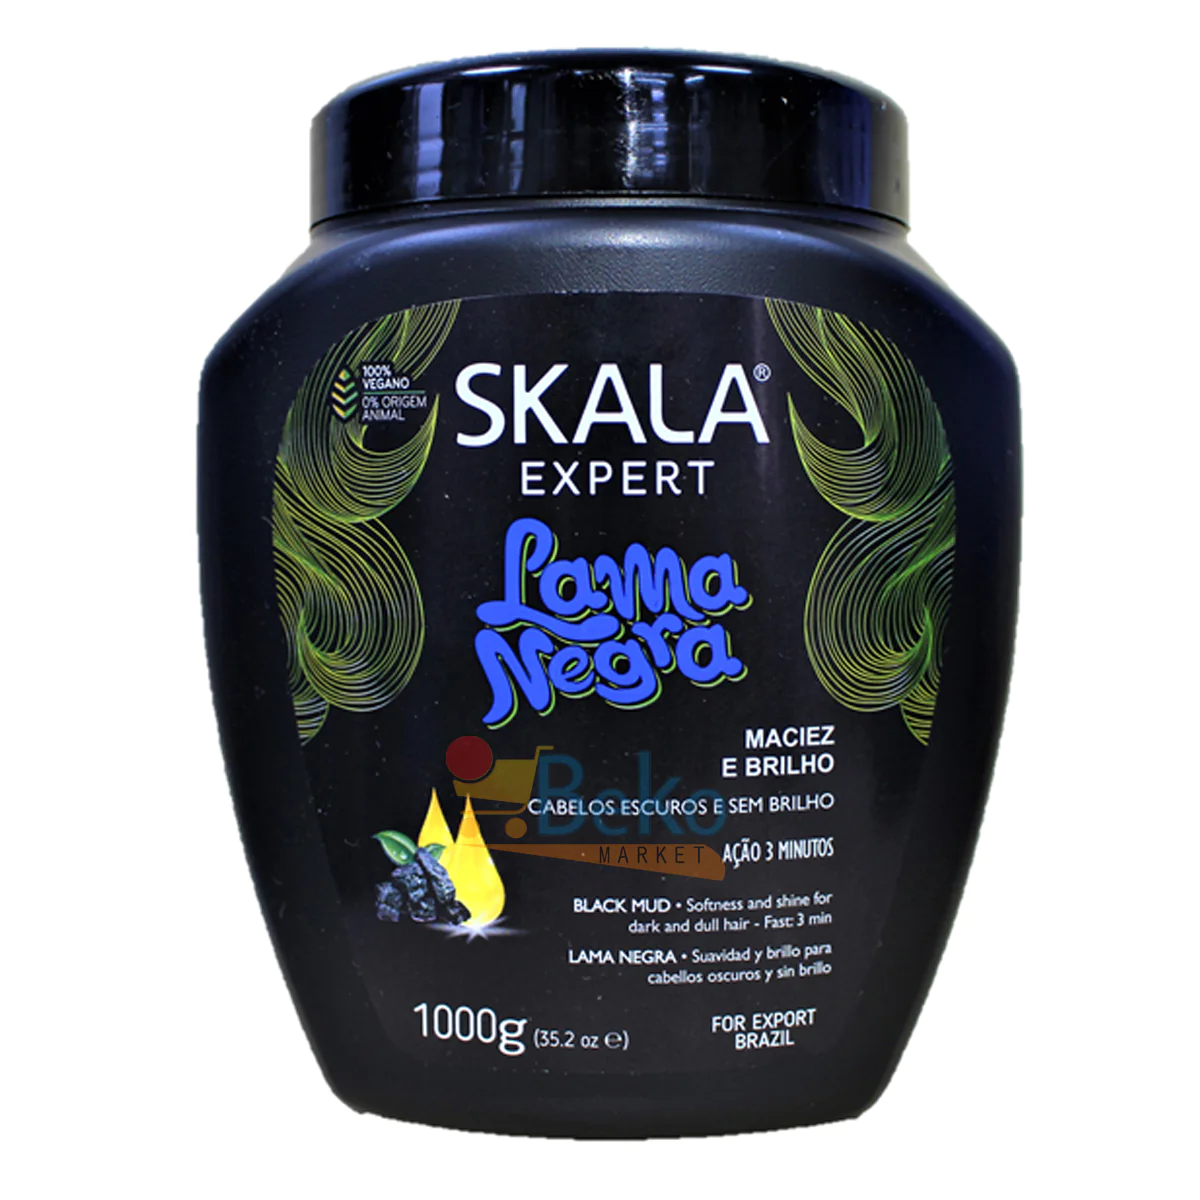 100%
VEGANO
0% ORIGEM
ANIMAL
SKALA®
EXPERT
Lama
Negra
MACIEZ
E BRILHO
Beko
MARKET
CABELOS ESCUROS E SEM BRILHO
AÇÃO 3 MINUTOS
BLACK MUD • Softness and shine for
dark and dull hair - Fast: 3 min
LAMA NEGRA • Suavidad y brillo para
cabellos oscuros y sin brillo
1000g (35.2 oz ℮)
FOR EXPORT
BRAZIL